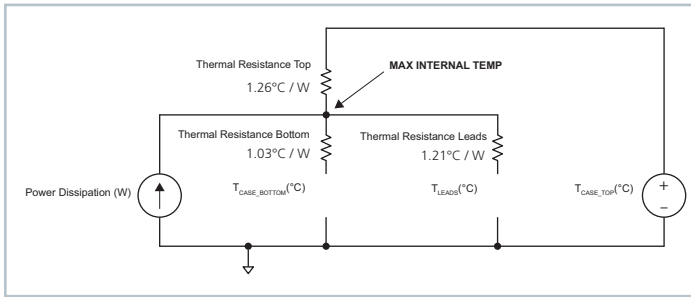 Thermal Resistance Top
1.26°C / W
MAX INTERNAL TEMP
Thermal Resistance Bottom
1.03°C / W
Thermal Resistance Leads
1.21°C / W
Power Dissipation (W)
TCASE_BOTTOM(°C)
TLEADS(°C)
TCASE_TOP(°C)
+
–